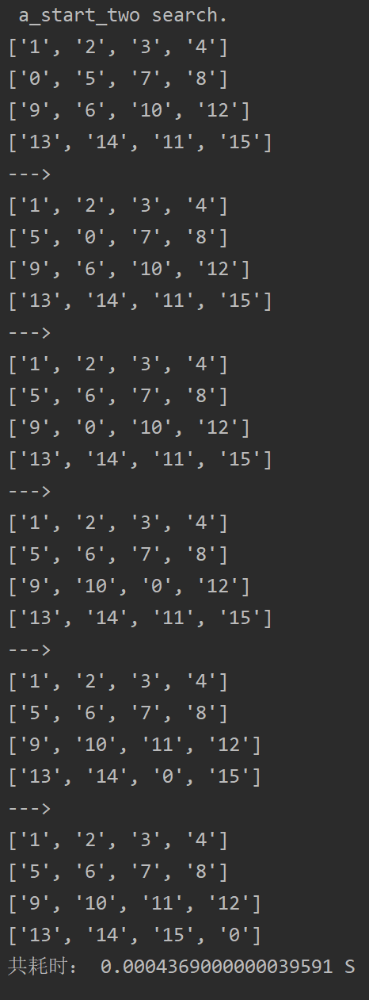 a_start_two search.
['1', '2', '3', '4']
['0', '5', '7', '8']
['9', '6', '10', '12']
['13', '14', '11', '15']
--->
['1', '2', '3', '4']
['5', '0', '7', '8']
['9', '6', '10', '12']
['13', '14', '11', '15']
--->
['1', '2', '3', '4']
['5', '6', '7', '8']
['9', '0', '10', '12']
['13', '14', '11', '15']
--->
['1', '2', '3', '4']
['5', '6', '7', '8']
['9', '10', '0', '12']
['13', '14', '11', '15']
--->
['1', '2', '3', '4']
['5', '6', '7', '8']
['9', '10', '11', '12']
['13', '14', '0', '15']
--->
['1', '2', '3', '4']
['5', '6', '7', '8']
['9', '10', '11', '12']
['13', '14', '15', '0']
共耗时： 0.0004369000000039591 S